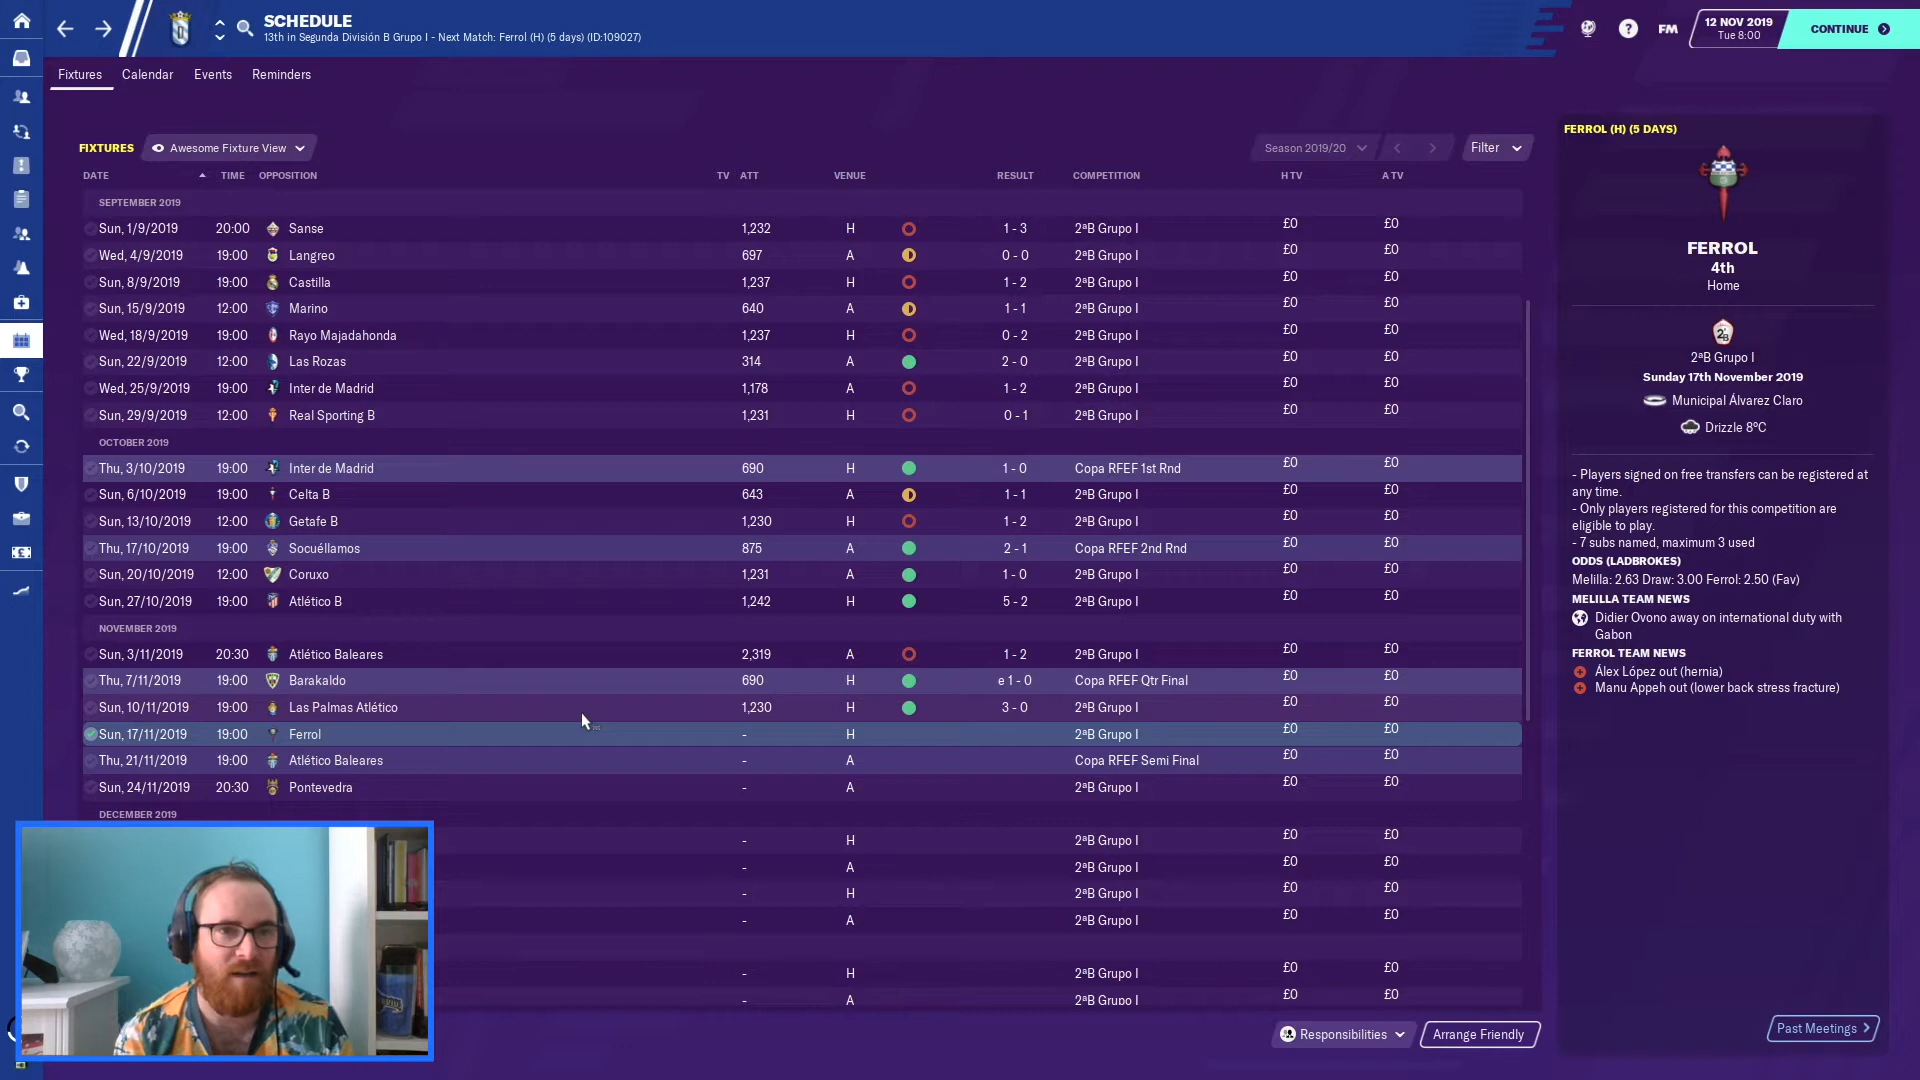 SCHEDULE
13th in Segunda División B Grupo I - Next Match: Ferrol (H) (5 days) (ID:109027)
FM
12 NOV 2019
Tue 8:00
CONTINUE
Fixtures Calendar Events Reminders
FIXTURES Awesome Fixture View Season 2019/20 Filter
DATE TIME OPPOSITION TV ATT VENUE RESULT COMPETITION H TV A TV
SEPTEMBER 2019
Sun, 1/9/2019 20:00 Sanse 1,232 H 1 - 3 2ªB Grupo I £0 £0
Wed, 4/9/2019 19:00 Langreo 697 A 0 - 0 2ªB Grupo I £0 £0
Sun, 8/9/2019 19:00 Castilla 1,237 H 1 - 2 2ªB Grupo I £0 £0
Sun, 15/9/2019 12:00 Marino 640 A 1 - 1 2ªB Grupo I £0 £0
Wed, 18/9/2019 19:00 Rayo Majadahonda 1,237 H 0 - 2 2ªB Grupo I £0 £0
Sun, 22/9/2019 12:00 Las Rozas 314 A 2 - 0 2ªB Grupo I £0 £0
Wed, 25/9/2019 19:00 Inter de Madrid 1,178 A 1 - 2 2ªB Grupo I £0 £0
Sun, 29/9/2019 12:00 Real Sporting B 1,231 H 0 - 1 2ªB Grupo I £0 £0
OCTOBER 2019
Thu, 3/10/2019 19:00 Inter de Madrid 690 H 1 - 0 Copa RFEF 1st Rnd £0 £0
Sun, 6/10/2019 19:00 Celta B 643 A 1 - 1 2ªB Grupo I £0 £0
Sun, 13/10/2019 12:00 Getafe B 1,230 H 1 - 2 2ªB Grupo I £0 £0
Thu, 17/10/2019 19:00 Socuéllamos 875 A 2 - 1 Copa RFEF 2nd Rnd £0 £0
Sun, 20/10/2019 12:00 Coruxo 1,231 A 1 - 0 2ªB Grupo I £0 £0
Sun, 27/10/2019 19:00 Atlético B 1,242 H 5 - 2 2ªB Grupo I £0 £0
NOVEMBER 2019
Sun, 3/11/2019 20:30 Atlético Baleares 2,319 A 1 - 2 2ªB Grupo I £0 £0
Thu, 7/11/2019 19:00 Barakaldo 690 H e 1 - 0 Copa RFEF Qtr Final £0 £0
Sun, 10/11/2019 19:00 Las Palmas Atlético 1,230 H 3 - 0 2ªB Grupo I £0 £0
Sun, 17/11/2019 19:00 Ferrol - H 2ªB Grupo I £0 £0
Thu, 21/11/2019 19:00 Atlético Baleares - A Copa RFEF Semi Final £0 £0
Sun, 24/11/2019 20:30 Pontevedra - A 2ªB Grupo I £0 £0
DECEMBER 2019
- H 2ªB Grupo I £0 £0
- A 2ªB Grupo I £0 £0
- H 2ªB Grupo I £0 £0
- A 2ªB Grupo I £0 £0
- H 2ªB Grupo I £0 £0
- A 2ªB Grupo I £0 £0
Responsibilities Arrange Friendly
FERROL (H) (5 DAYS)
FERROL
4th
Home
2ªB Grupo I
Sunday 17th November 2019
Municipal Álvarez Claro
Drizzle 8ºC
- Players signed on free transfers can be registered at
any time.
- Only players registered for this competition are
eligible to play.
- 7 subs named, maximum 3 used
ODDS (LADBROKES)
Melilla: 2.63 Draw: 3.00 Ferrol: 2.50 (Fav)
MELILLA TEAM NEWS
Didier Ovono away on international duty with
Gabon
FERROL TEAM NEWS
Álex López out (hernia)
Manu Appeh out (lower back stress fracture)
Past Meetings